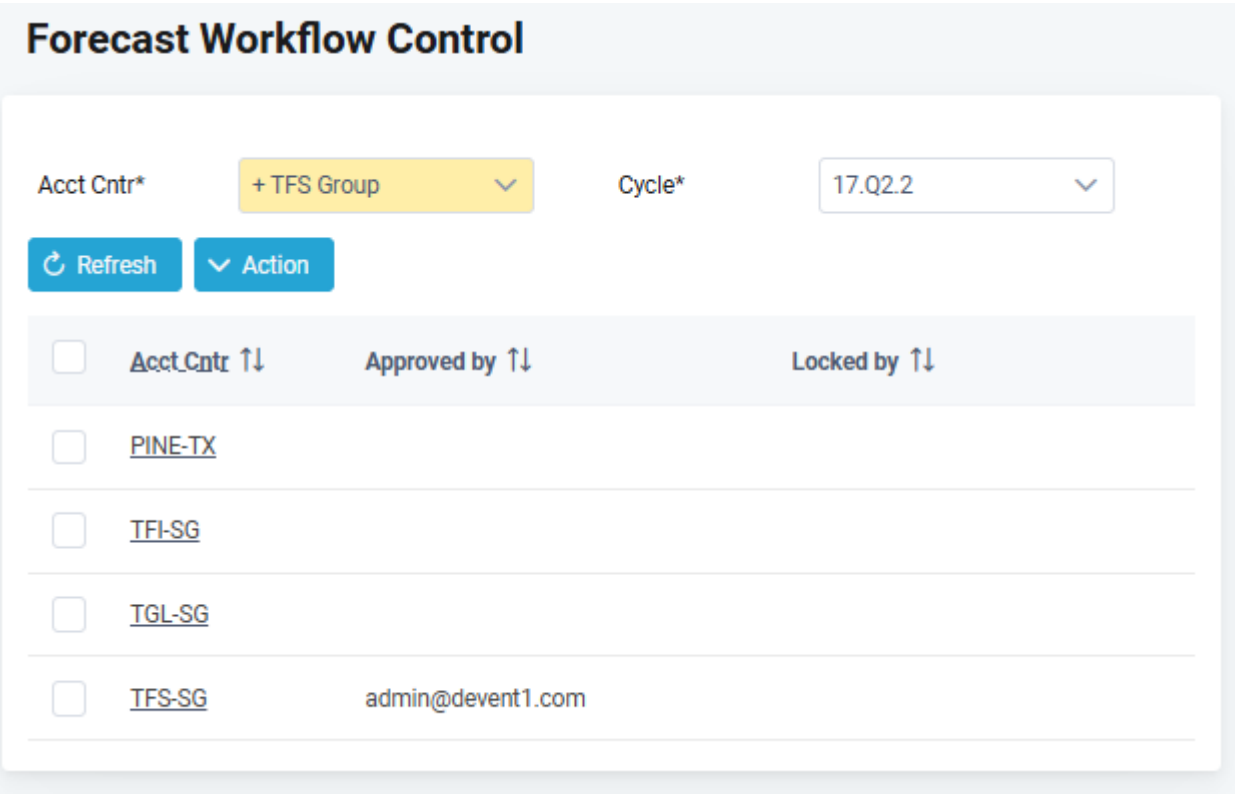 Forecast Workflow Control
Acct Cntr* + TFS Group Cycle* 17.Q2.2
Refresh Action
Acct Cntr Approved by Locked by
PINE-TX
TFI-SG
TGL-SG
TFS-SG admin@devent1.com